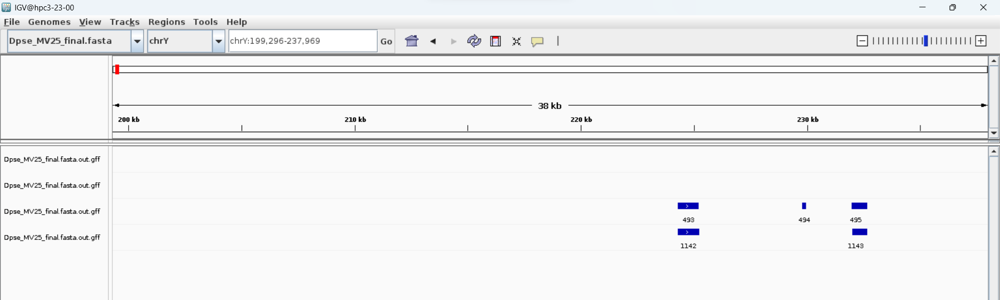 IGV@hpc3-23-00
File Genomes View Tracks Regions Tools Help
Dpse_MV25_final.fasta chrY chrY:199,296-237,969 Go
38 kb
200 kb 210 kb 220 kb 230 kb
Dpse_MV25_final.fasta.out.gff
Dpse_MV25_final.fasta.out.gff
Dpse_MV25_final.fasta.out.gff
493 494 495
Dpse_MV25_final.fasta.out.gff
1142 1143